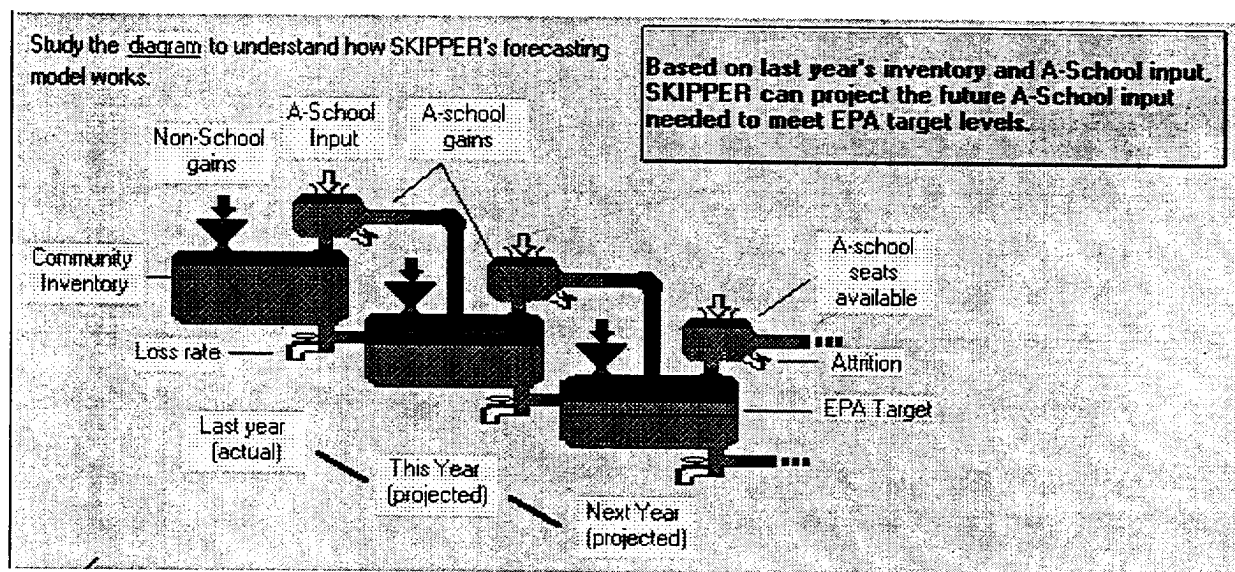 Study the diagram to understand how SKIPPER's forecasting
model works.
Based on last year's inventory and A-School input,
SKIPPER can project the future A-School input
needed to meet EPA target levels.
Non-School
gains
A-School
Input
A-school
gains
Community
Inventory
A-school
seats
available
Loss rate
Attrition
EPA Target
Last year
(actual)
This Year
(projected)
Next Year
(projected)